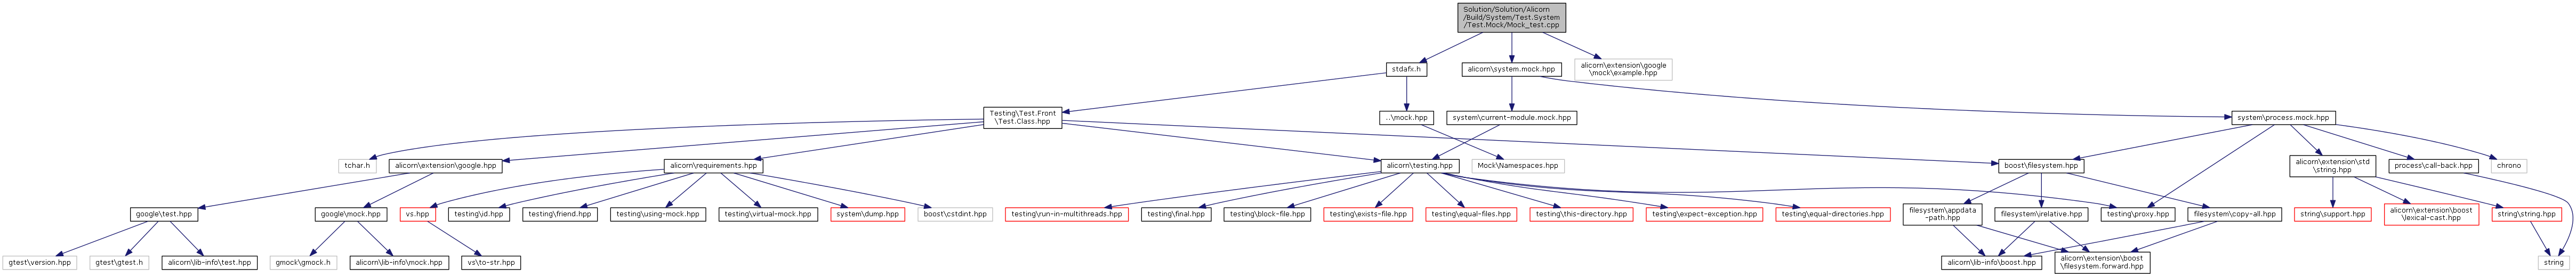 Solution/Solution/Alicorn
/Build/System/Test.System
/Test.Mock/Mock_test.cpp
stdafx.h
alicorn\system.mock.hpp
alicorn\extension\google
\mock\example.hpp
Testing\Test.Front
\Test.Class.hpp
..\mock.hpp
system\current-module.mock.hpp
system\process.mock.hpp
tchar.h
alicorn\extension\google.hpp
alicorn\requirements.hpp
alicorn\testing.hpp
Mock\Namespaces.hpp
boost\filesystem.hpp
alicorn\extension\std
\string.hpp
process\call-back.hpp
chrono
google\test.hpp
google\mock.hpp
vs.hpp
testing\id.hpp
testing\friend.hpp
testing\using-mock.hpp
testing\virtual-mock.hpp
system\dump.hpp
boost\cstdint.hpp
testing\run-in-multithreads.hpp
testing\final.hpp
testing\block-file.hpp
testing\exists-file.hpp
testing\equal-files.hpp
testing\this-directory.hpp
testing\expect-exception.hpp
testing\equal-directories.hpp
filesystem\appdata
-path.hpp
filesystem\relative.hpp
testing\proxy.hpp
filesystem\copy-all.hpp
string\support.hpp
alicorn\extension\boost
\lexical-cast.hpp
string\string.hpp
gtest\version.hpp
gtest\gtest.h
alicorn\lib-info\test.hpp
gmock\gmock.h
alicorn\lib-info\mock.hpp
vs\to-str.hpp
alicorn\lib-info\boost.hpp
alicorn\extension\boost
\filesystem.forward.hpp
string